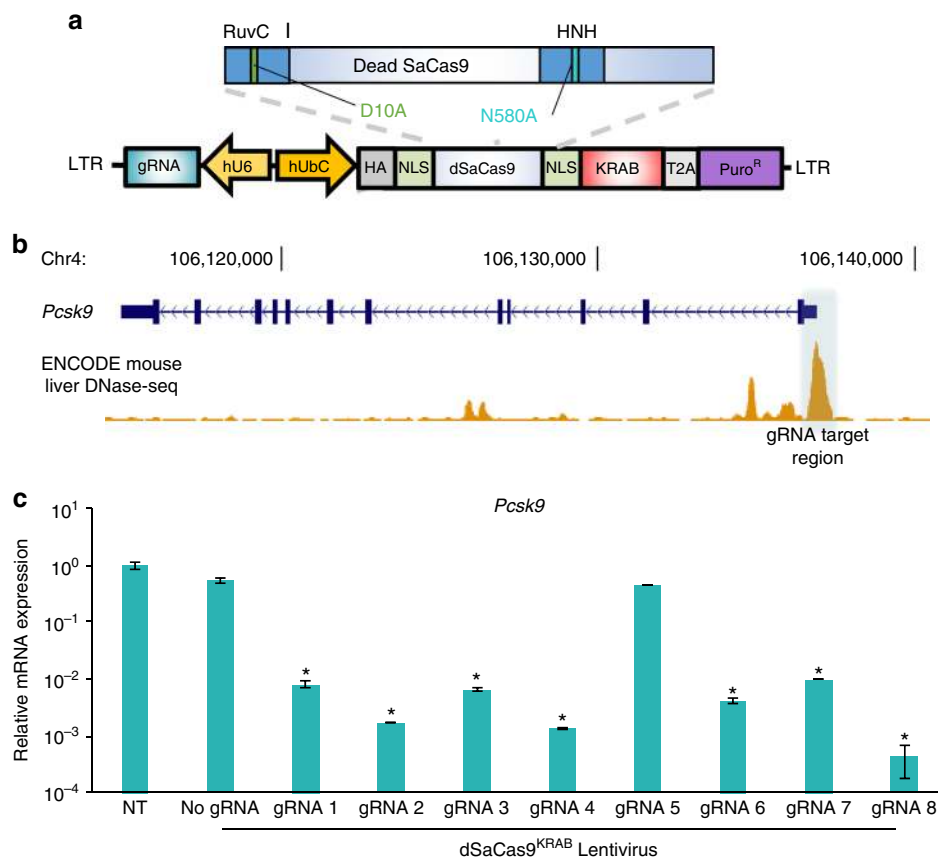 a
RuvC I HNH
Dead SaCas9
D10A N580A
LTR gRNA hU6 hUbC HA NLS dSaCas9 NLS KRAB T2A Puro^R LTR
b
Chr4: 106,120,000 106,130,000 106,140,000
Pcsk9
ENCODE mouse
liver DNase-seq
gRNA target
region
c
Pcsk9
Relative mRNA expression
10^1
10^0
10^−1
10^−2
10^−3
10^−4
* * * * * * *
NT No gRNA gRNA 1 gRNA 2 gRNA 3 gRNA 4 gRNA 5 gRNA 6 gRNA 7 gRNA 8
dSaCas9^KRAB Lentivirus